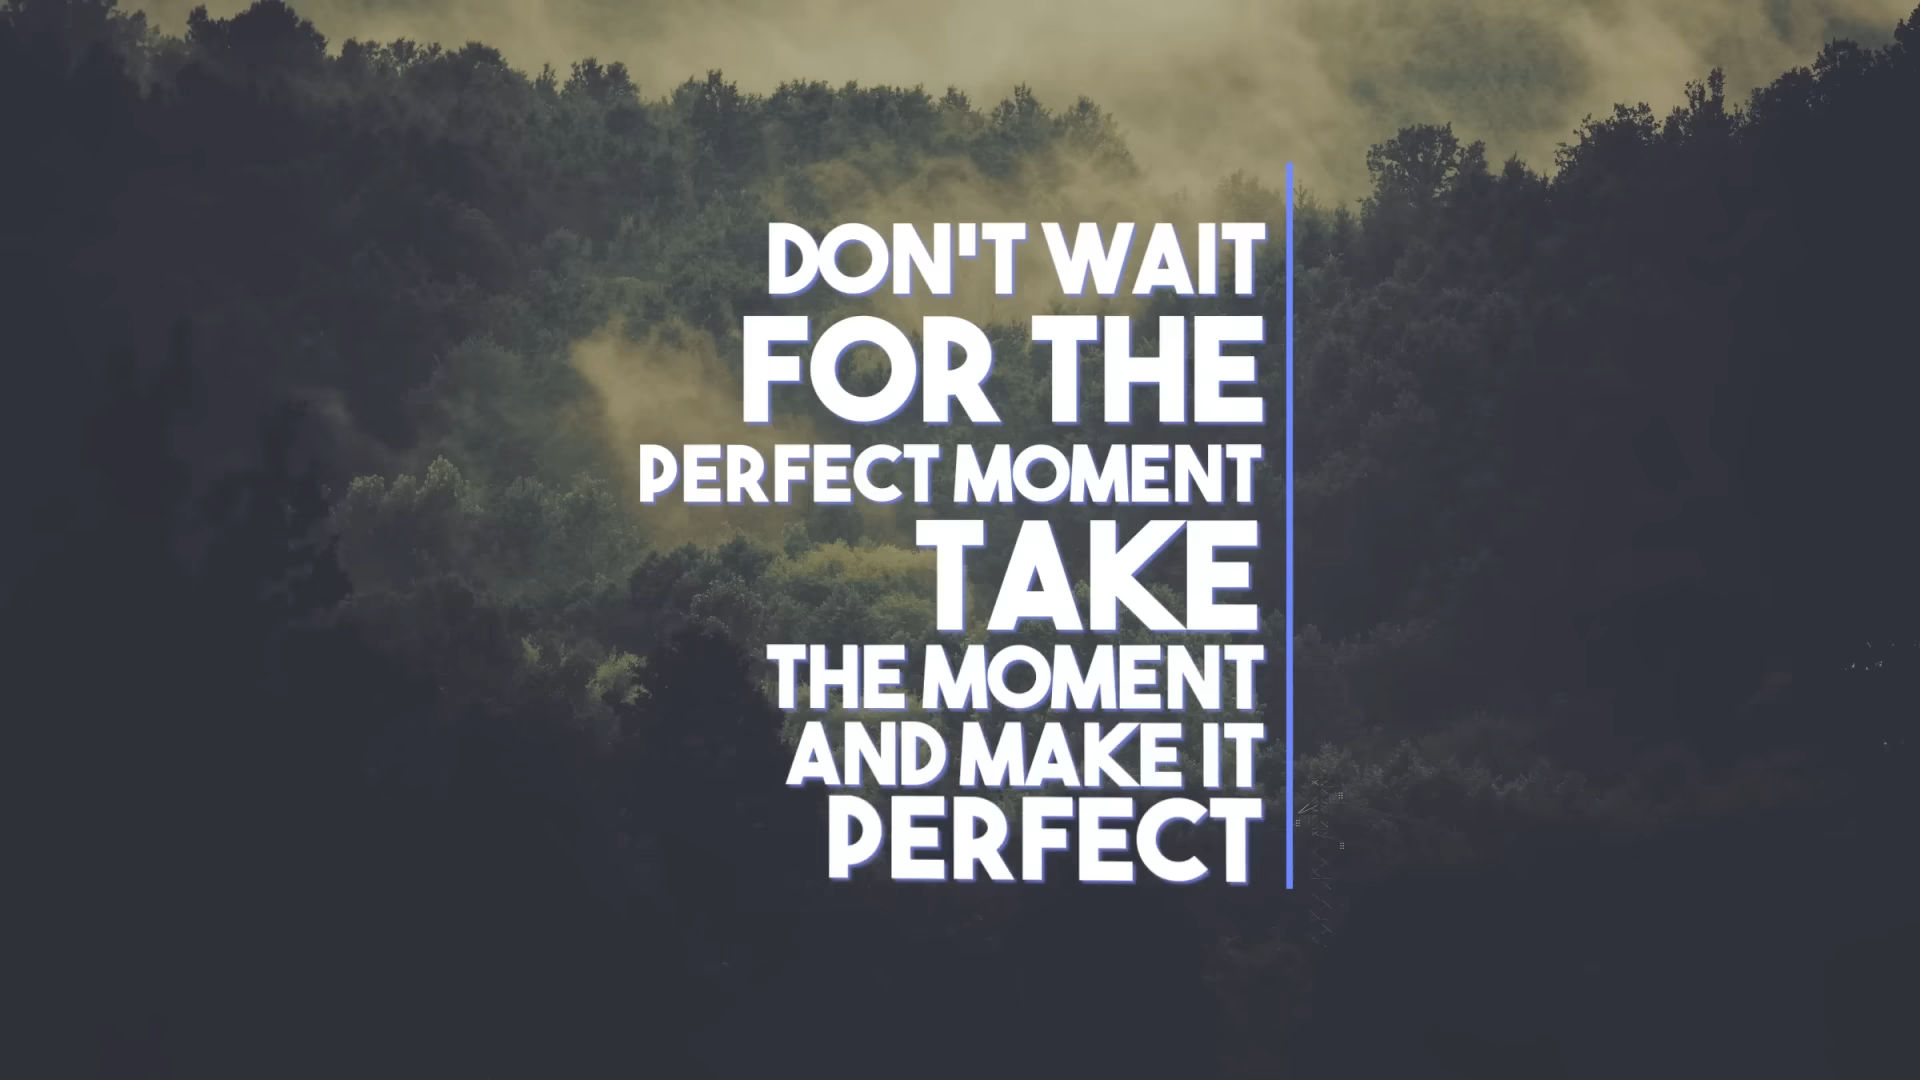 DON'T WAIT
FOR THE
PERFECT MOMENT
TAKE
THE MOMENT
AND MAKE IT
PERFECT